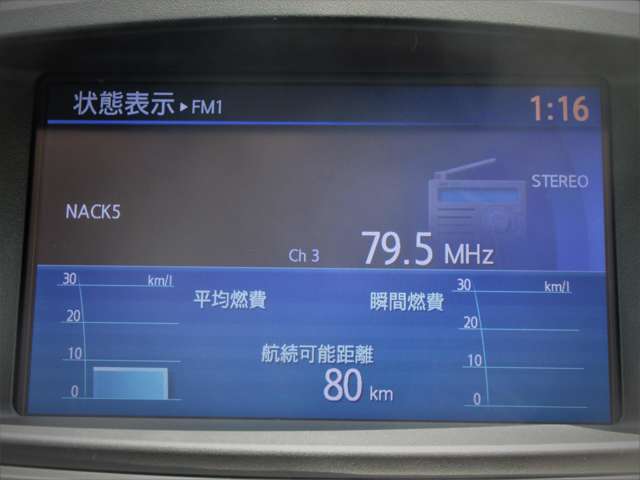 状態表示▶FM1 1:16
STEREO
NACK5
Ch 3 79.5 MHz
30 km/l 平均燃費 瞬間燃費 30 km/l
20 20
10 航続可能距離 10
0 80 km 0